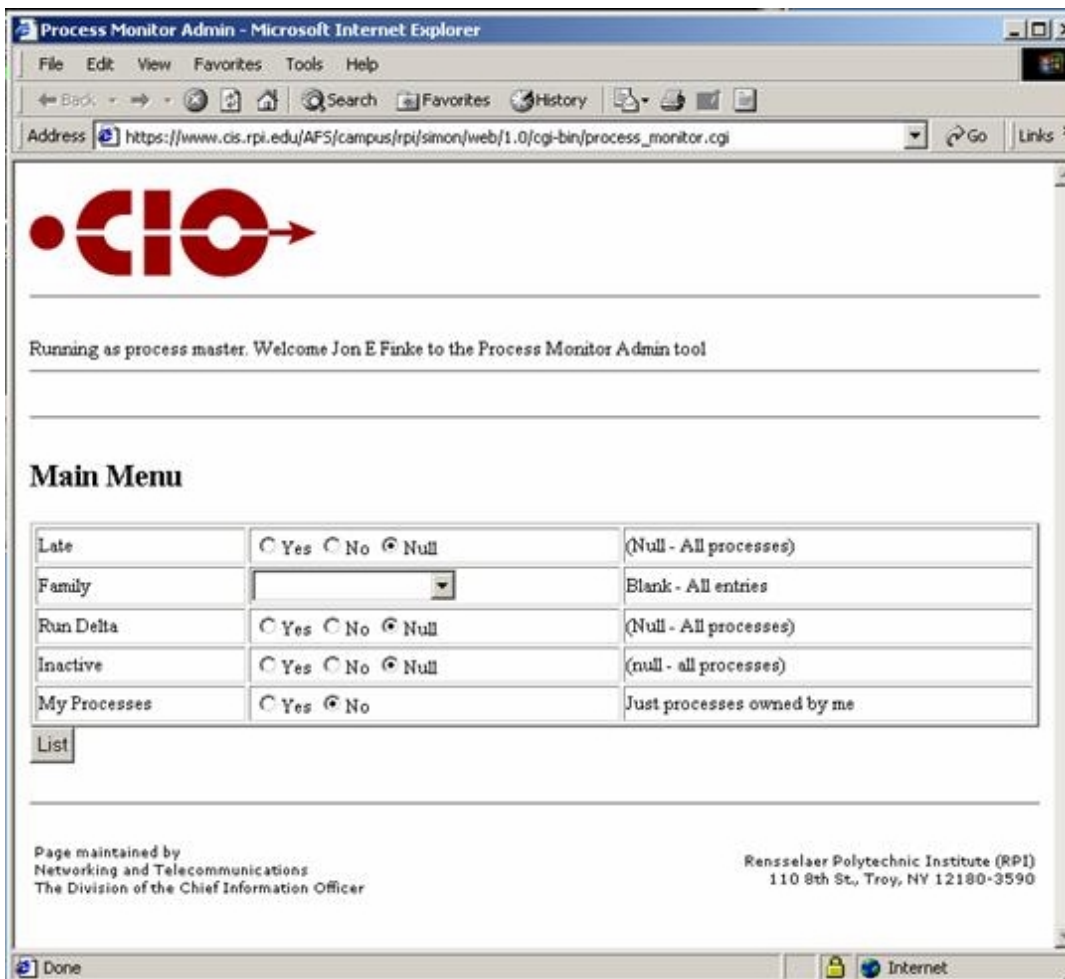 Process Monitor Admin - Microsoft Internet Explorer
File Edit View Favorites Tools Help
Back Search Favorites History
Address https://www.cis.rpi.edu/AFS/campus/rpi/simon/web/1.0/cgi-bin/process_monitor.cgi Go Links
CIO
Running as process master. Welcome Jon E Finke to the Process Monitor Admin tool
Main Menu
Late Yes No Null (Null - All processes)
Family Blank - All entries
Run Delta Yes No Null (Null - All processes)
Inactive Yes No Null (null - all processes)
My Processes Yes No Just processes owned by me
List
Page maintained by
Networking and Telecommunications
The Division of the Chief Information Officer
Rensselaer Polytechnic Institute (RPI)
110 8th St., Troy, NY 12180-3590
Done Internet